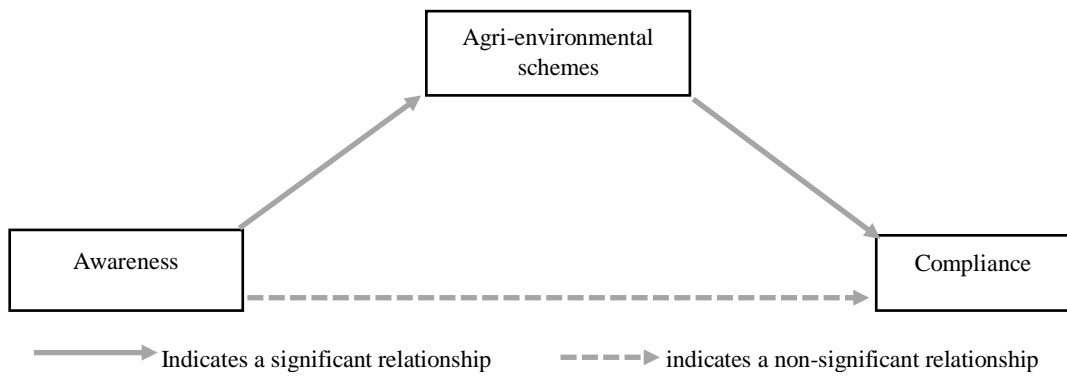 Agri-environmental
schemes
Awareness
Compliance
Indicates a significant relationship
indicates a non-significant relationship